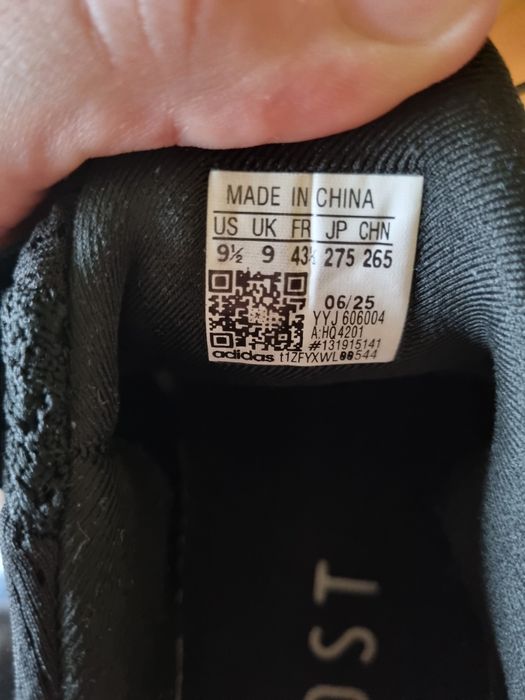 MADE IN CHINA
US UK FR JP CHN
9½ 9 43⅓ 275 265
06/25
YYJ 606004
A:HQ4201
#131915141
adidas
OST